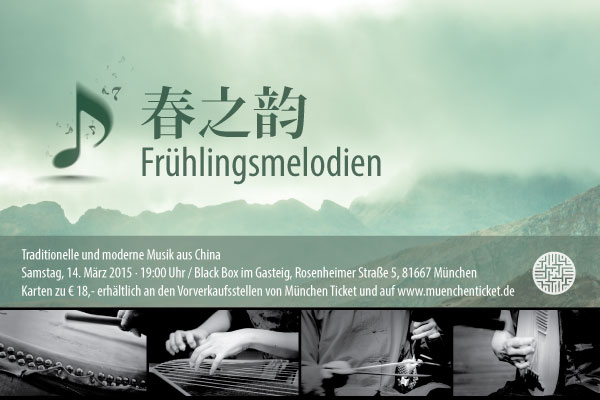 春之韵
Frühlingsmelodien
Traditionelle und moderne Musik aus China
Samstag, 14. März 2015 · 19:00 Uhr / Black Box im Gasteig, Rosenheimer Straße 5, 81667 München
Karten zu € 18,- erhältlich an den Vorverkaufsstellen von München Ticket und auf www.muenchenticket.de